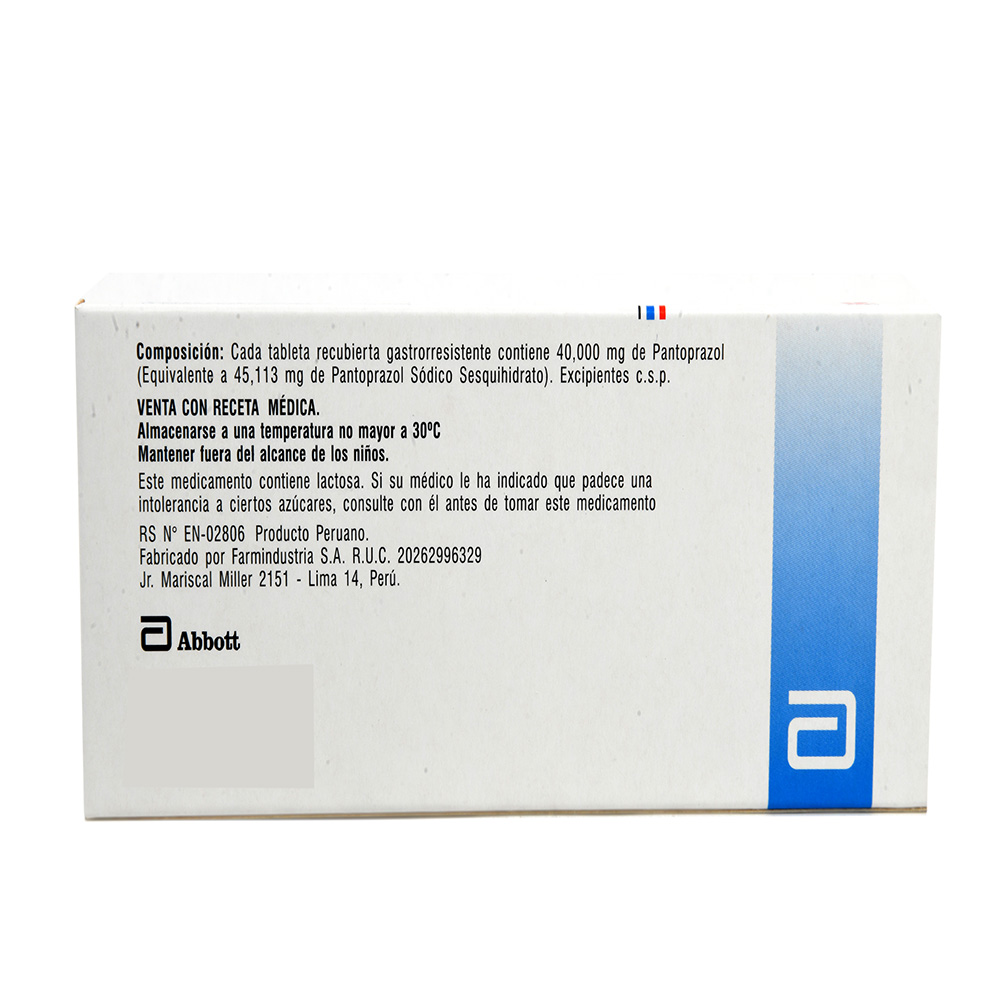 Composición: Cada tableta recubierta gastrorresistente contiene 40,000 mg de Pantoprazol
(Equivalente a 45,113 mg de Pantoprazol Sódico Sesquihidrato). Excipientes c.s.p.
VENTA CON RECETA MÉDICA.
Almacenarse a una temperatura no mayor a 30ºC
Mantener fuera del alcance de los niños.
Este medicamento contiene lactosa. Si su médico le ha indicado que padece una
intolerancia a ciertos azúcares, consulte con él antes de tomar este medicamento
RS N° EN-02806 Producto Peruano.
Fabricado por Farmindustria S.A. R.U.C. 20262996329
Jr. Mariscal Miller 2151 - Lima 14, Perú.
Abbott